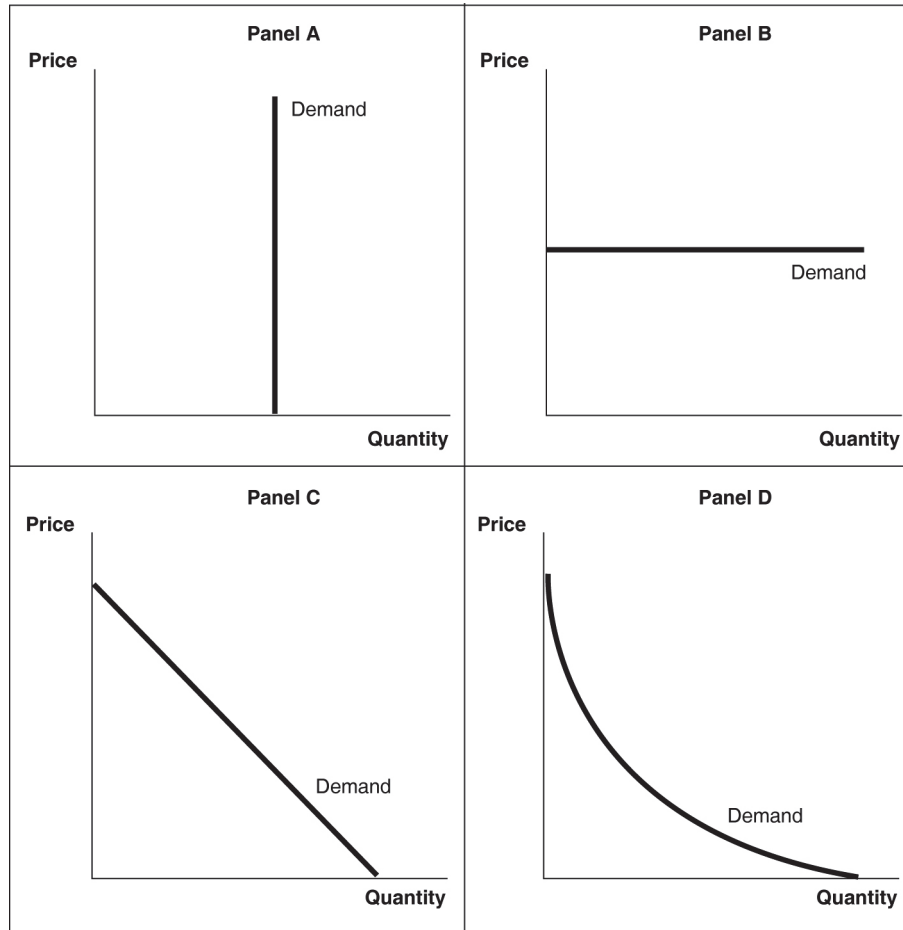 Panel A
Price
Demand
Quantity
Panel B
Price
Demand
Quantity
Panel C
Price
Demand
Quantity
Panel D
Price
Demand
Quantity